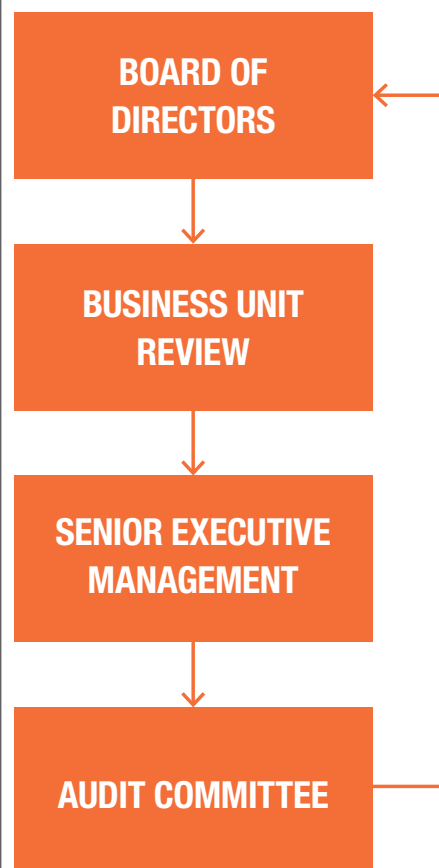 BOARD OF
DIRECTORS
BUSINESS UNIT
REVIEW
SENIOR EXECUTIVE
MANAGEMENT
AUDIT COMMITTEE